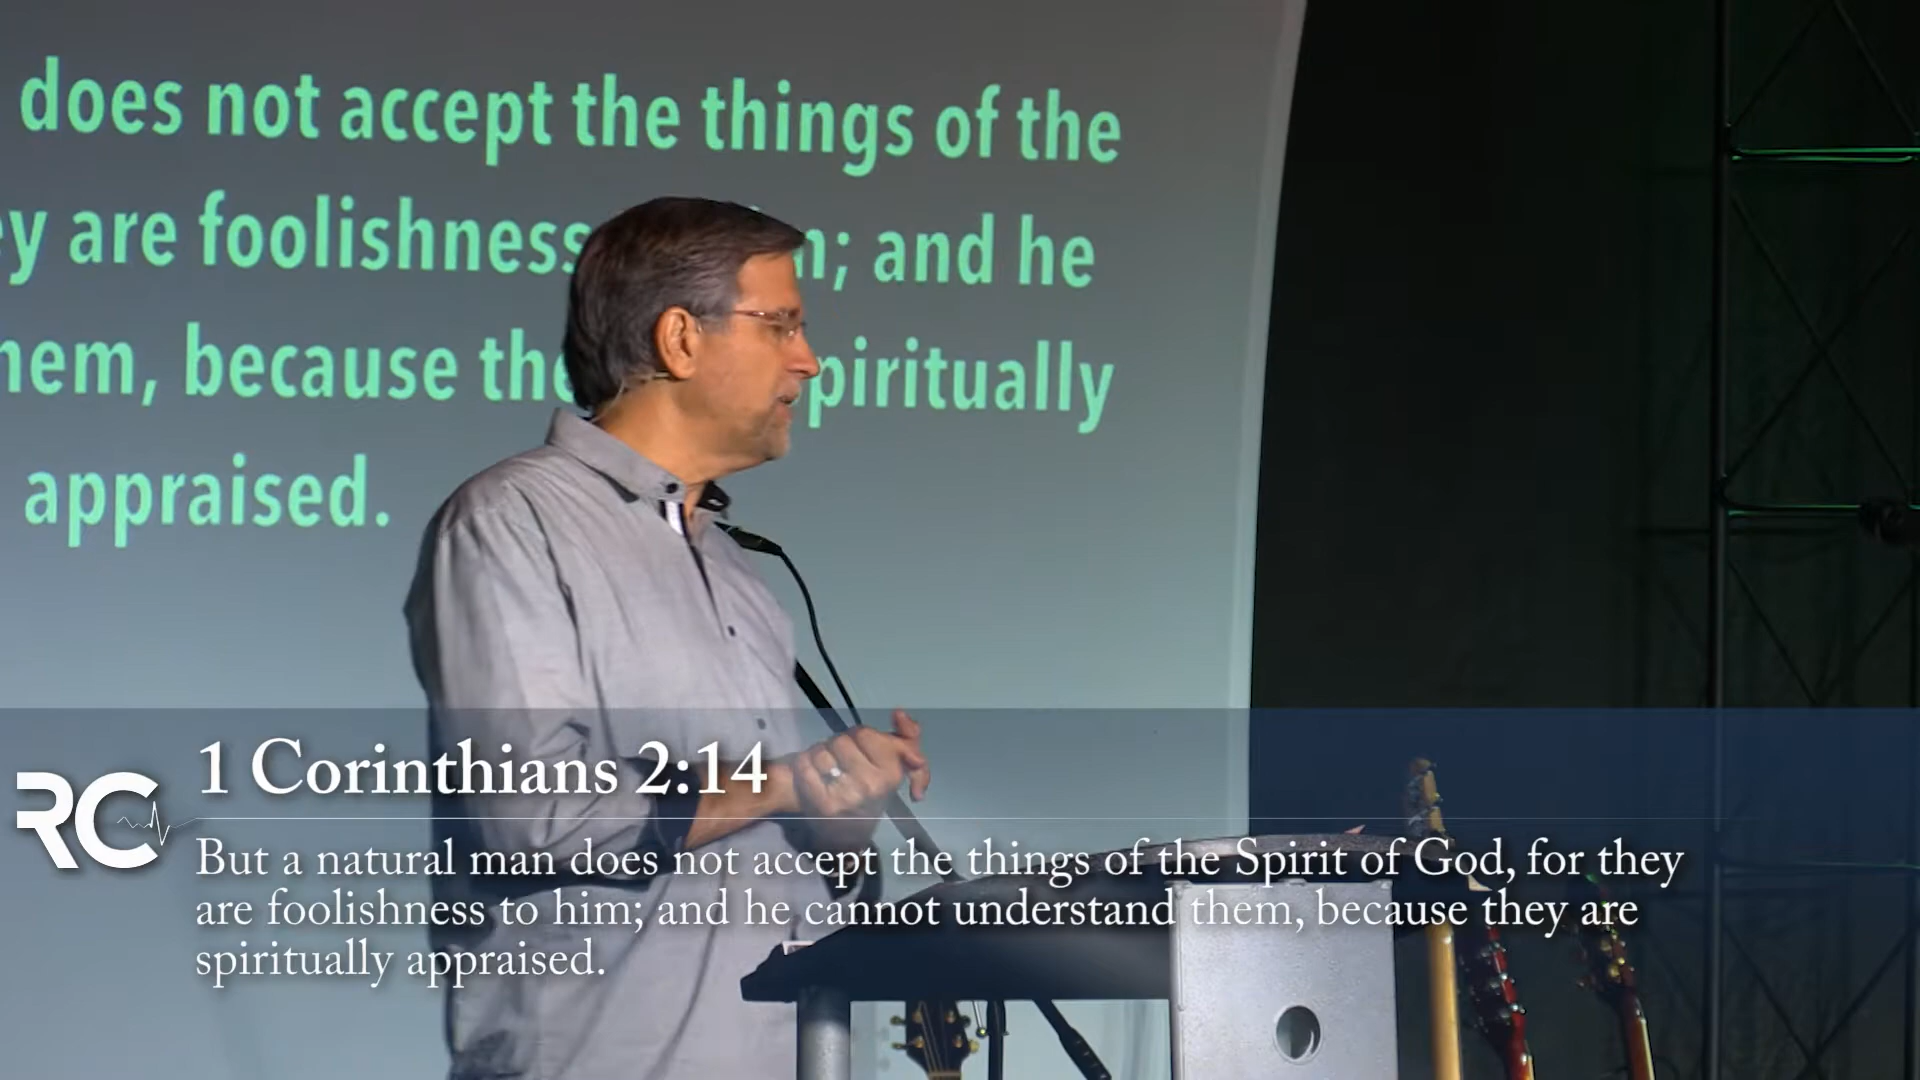 does not accept the things of the
ey are foolishness n; and he
hem, because the piritually
appraised.
RC
1 Corinthians 2:14
But a natural man does not accept the things of the Spirit of God, for they
are foolishness to him; and he cannot understand them, because they are
spiritually appraised.